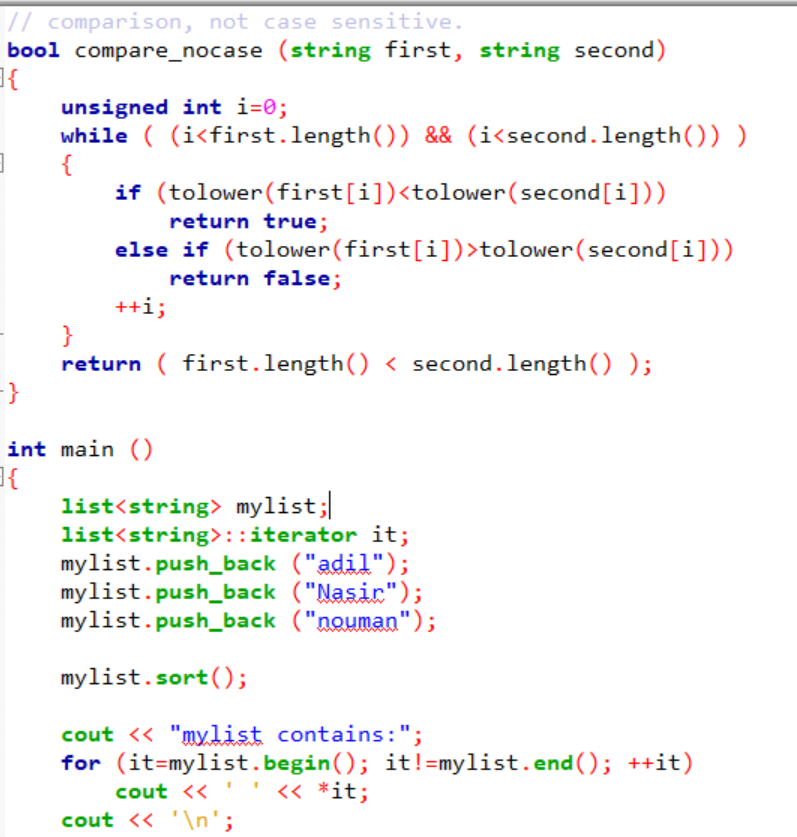 // comparison, not case sensitive.
bool compare_nocase (string first, string second)
{
    unsigned int i=0;
    while ( (i<first.length()) && (i<second.length()) )
    {
        if (tolower(first[i])<tolower(second[i]))
            return true;
        else if (tolower(first[i])>tolower(second[i]))
            return false;
        ++i;
    }
    return ( first.length() < second.length() );
}

int main ()
{
    list<string> mylist;
    list<string>::iterator it;
    mylist.push_back ("adil");
    mylist.push_back ("Nasir");
    mylist.push_back ("nouman");

    mylist.sort();

    cout << "mylist contains:";
    for (it=mylist.begin(); it!=mylist.end(); ++it)
        cout << ' ' << *it;
    cout << '\n';